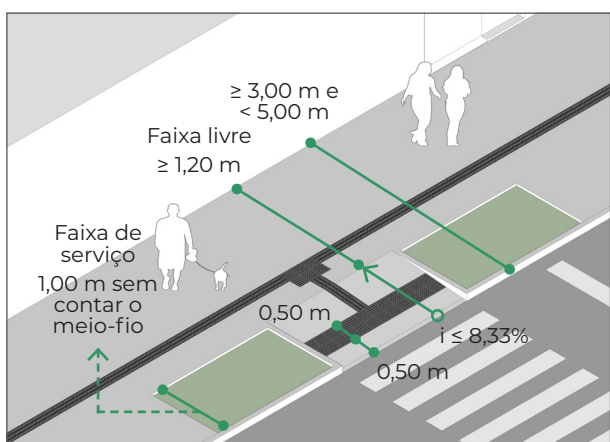 ≥ 3,00 m e
< 5,00 m
Faixa livre
≥ 1,20 m
Faixa de
serviço
1,00 m sem
contar o
meio-fio
0,50 m
i ≤ 8,33%
0,50 m